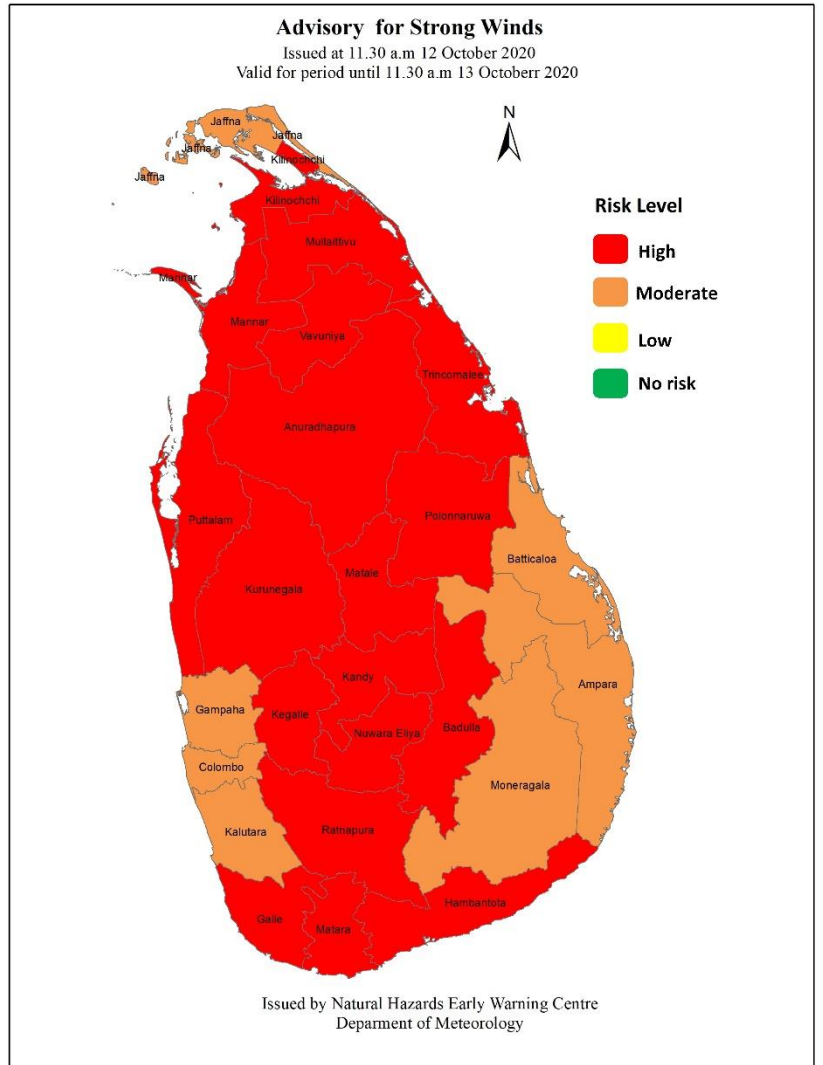 Advisory for Strong Winds
Issued at 11.30 a.m 12 October 2020
Valid for period until 11.30 a.m 13 Octoberr 2020
N
Jaffna
Jaffna
Jaffna
Kilinochchi
Jaffna
Risk Level
Kilinochchi
High
Mullaittivu
Mannar
Moderate
Mannar
Vavuniya
Low
Trincomalee
No risk
Anuradhapura
Puttalam
Polonnaruwa
Batticaloa
Matale
Kurunegala
Kandy
Ampara
Gampaha
Kegalle
Nuwara Eliya
Badulla
Colombo
Moneragala
Kalutara
Ratnapura
Hambantota
Galle
Matara
Issued by Natural Hazards Early Warning Centre
Deparment of Meteorology